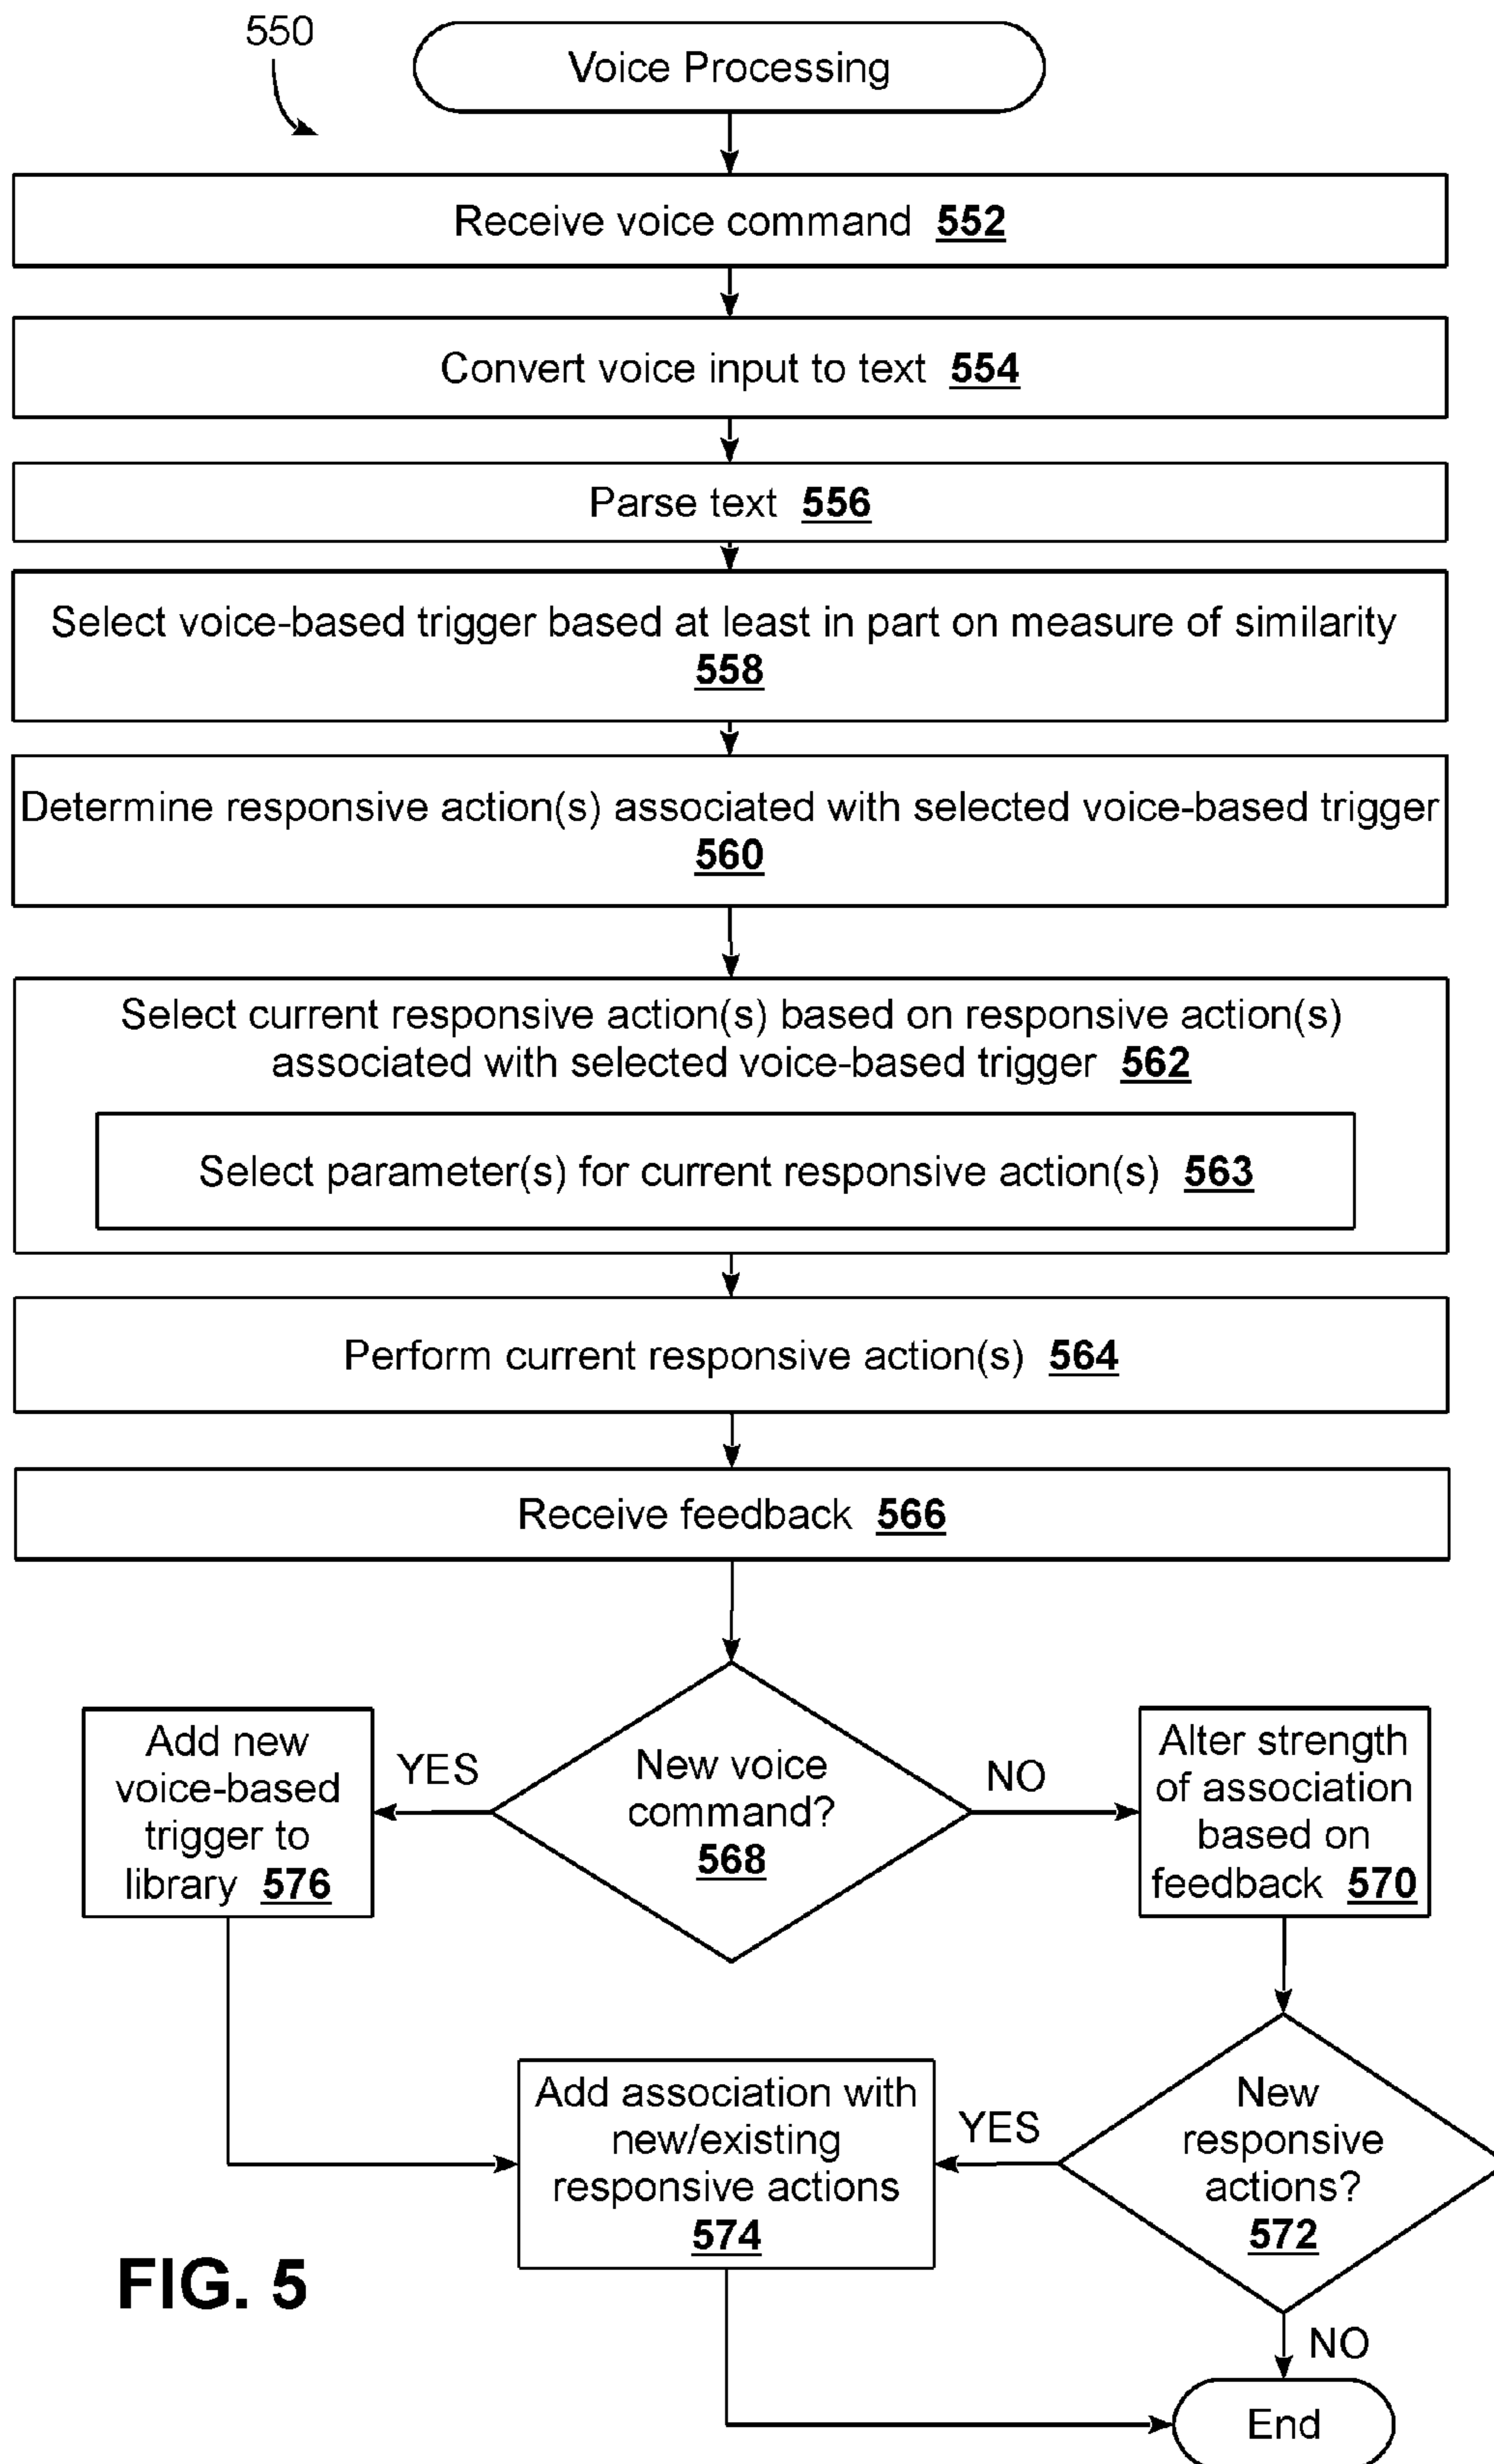 550
Voice Processing
Receive voice command 552
Convert voice input to text 554
Parse text 556
Select voice-based trigger based at least in part on measure of similarity
558
Determine responsive action(s) associated with selected voice-based trigger
560
Select current responsive action(s) based on responsive action(s)
associated with selected voice-based trigger 562
Select parameter(s) for current responsive action(s) 563
Perform current responsive action(s) 564
Receive feedback 566
Add new
voice-based
trigger to
library 576
YES
New voice
command?
568
NO
Alter strength
of association
based on
feedback 570
Add association with
new/existing
responsive actions
574
YES
New
responsive
actions?
572
FIG. 5
NO
End